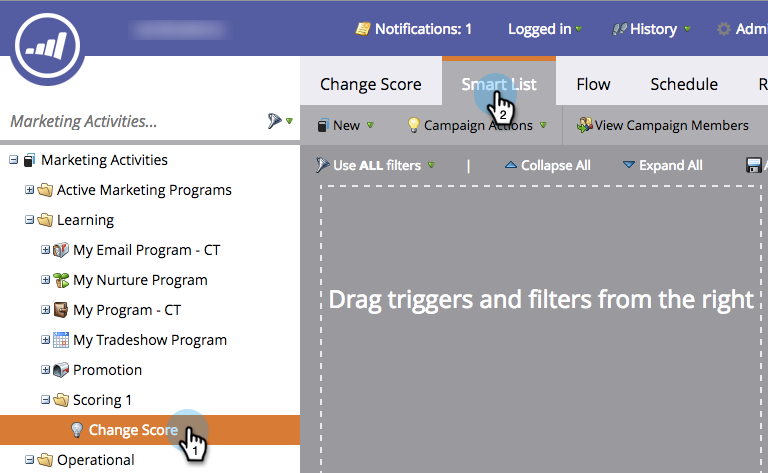 Notifications: 1 Logged in History Admi
Change Score Smart List Flow Schedule R
Marketing Activities...
New Campaign Actions View Campaign Members
Use ALL filters | Collapse All Expand All
Marketing Activities
Active Marketing Programs
Learning
My Email Program - CT
My Nurture Program
My Program - CT
My Tradeshow Program
Promotion
Scoring 1
Change Score
Operational
Drag triggers and filters from the right
1
2